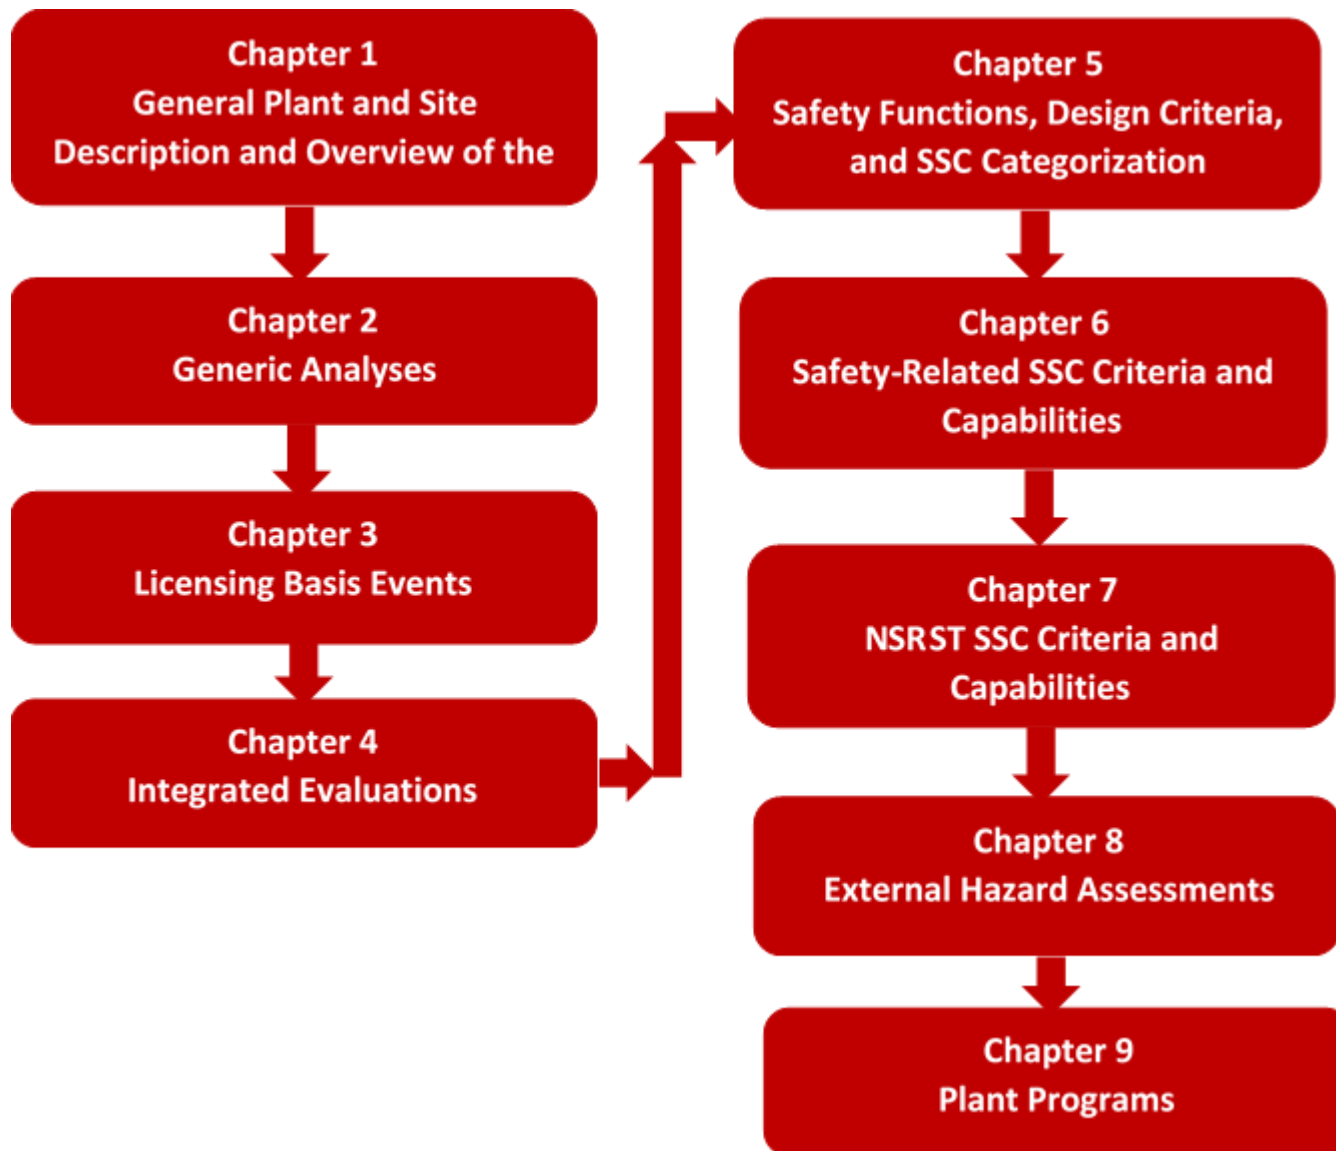 Chapter 1
General Plant and Site
Description and Overview of the
Chapter 2
Generic Analyses
Chapter 3
Licensing Basis Events
Chapter 4
Integrated Evaluations
Chapter 5
Safety Functions, Design Criteria,
and SSC Categorization
Chapter 6
Safety-Related SSC Criteria and
Capabilities
Chapter 7
NSRST SSC Criteria and
Capabilities
Chapter 8
External Hazard Assessments
Chapter 9
Plant Programs